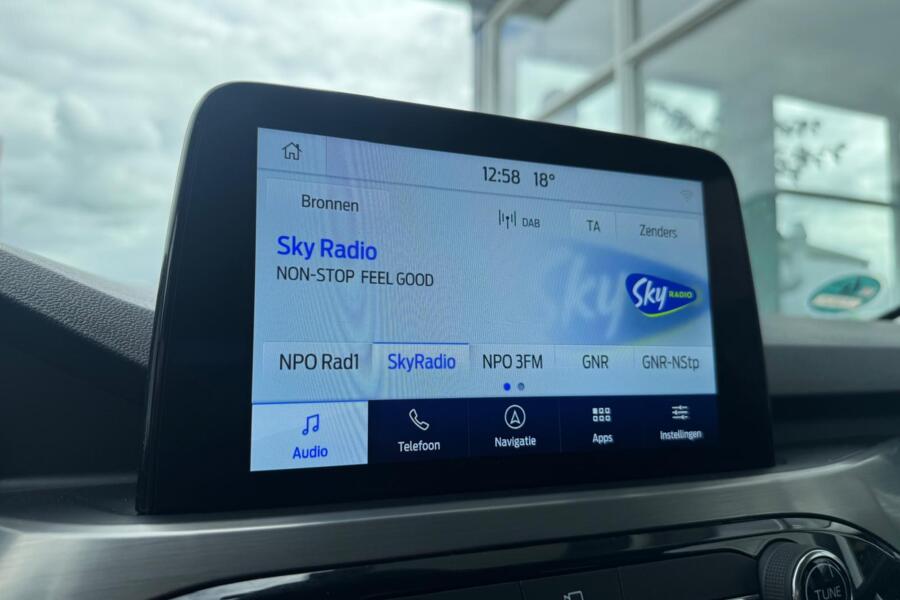 12:58 18°
Bronnen
DAB
TA
Zenders
Sky Radio
NON-STOP FEEL GOOD
Sky RADIO
sky
NPO Rad1
SkyRadio
NPO 3FM
GNR
GNR-NStp
Audio
Telefoon
Navigatie
Apps
Instellingen
TUNE